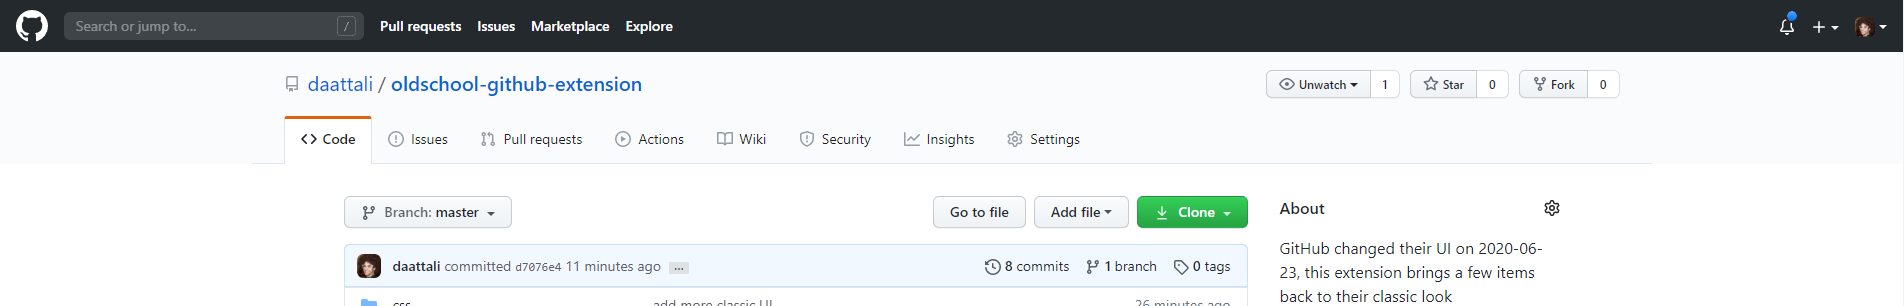 Search or jump to... / Pull requests Issues Marketplace Explore
daattali / oldschool-github-extension Unwatch 1 Star 0 Fork 0
Code Issues Pull requests Actions Wiki Security Insights Settings
Branch: master Go to file Add file Clone About
GitHub changed their UI on 2020-06-
daattali committed d7076e4 11 minutes ago ... 8 commits 1 branch 0 tags
23, this extension brings a few items
back to their classic look
css add more classic UI 26 minutes ago